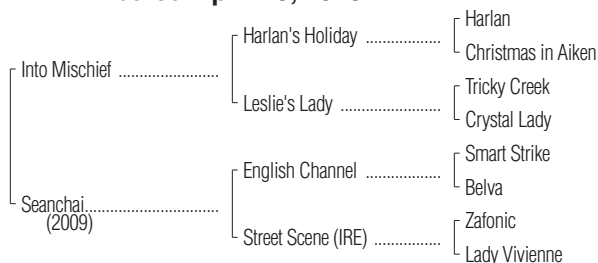 Harlan
Harlan's Holiday ..................
Christmas in Aiken
Into Mischief ........................
Tricky Creek
Leslie's Lady ........................
Crystal Lady
Smart Strike
English Channel ..................
Belva
Seanchai................................
(2009)
Zafonic
Street Scene (IRE) ................
Lady Vivienne